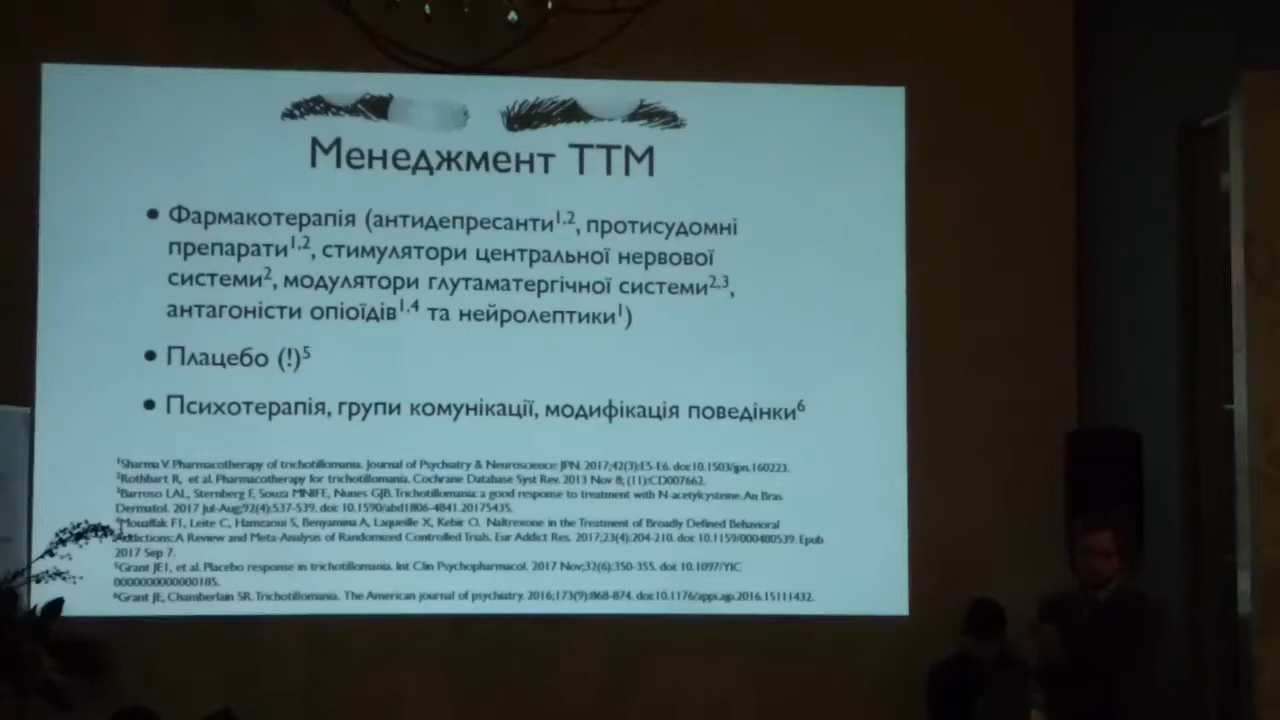 Менеджмент ТТМ
• Фармакотерапія (антидепресанти1,2, протисудомні
препарати1,2, стимулятори центральної нервової
системи2, модулятори глутаматергічної системи2,3,
антагоністи опіоїдів1,4 та нейролептики1)
• Плацебо (!)5
• Психотерапія, групи комунікації, модифікація поведінки6
1Sharma V. Pharmacotherapy of trichotillomania. Journal of Psychiatry & Neuroscience: JPN. 2017;42(3):E5-E6. doi:10.1503/jpn.160223.
2Rothbart R, et al. Pharmacotherapy for trichotillomania. Cochrane Database Syst Rev. 2013 Nov 8; (11):CD007662.
3Barroso LAL, Sternberg F, Souza MNIFE, Nunes GJB. Trichotillomania: a good response to treatment with N-acetylcysteine. An Bras
Dermatol. 2017 Jul-Aug;92(4):537-539. doi: 10.1590/abd1806-4841.20175435.
4Mouaffak F1, Leite C, Hamzaoui S, Benyamina A, Laqueille X, Kebir O. Naltrexone in the Treatment of Broadly Defined Behavioral
Addictions: A Review and Meta-Analysis of Randomized Controlled Trials. Eur Addict Res. 2017;23(4):204-210. doi: 10.1159/000480539. Epub
2017 Sep 7.
5Grant JE1, et al. Placebo response in trichotillomania. Int Clin Psychopharmacol. 2017 Nov;32(6):350-355. doi: 10.1097/YIC
0000000000000185.
6Grant JE, Chamberlain SR. Trichotillomania. The American journal of psychiatry. 2016;173(9):868-874. doi:10.1176/appi.ajp.2016.15111432.